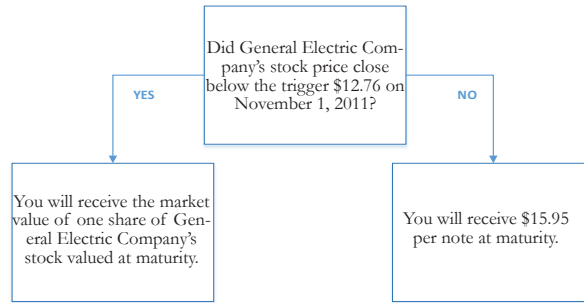 Did General Electric Com-
pany's stock price close
below the trigger $12.76 on
November 1, 2011?
YES
NO
You will receive the market
value of one share of Gen-
eral Electric Company's
stock valued at maturity.
You will receive $15.95
per note at maturity.